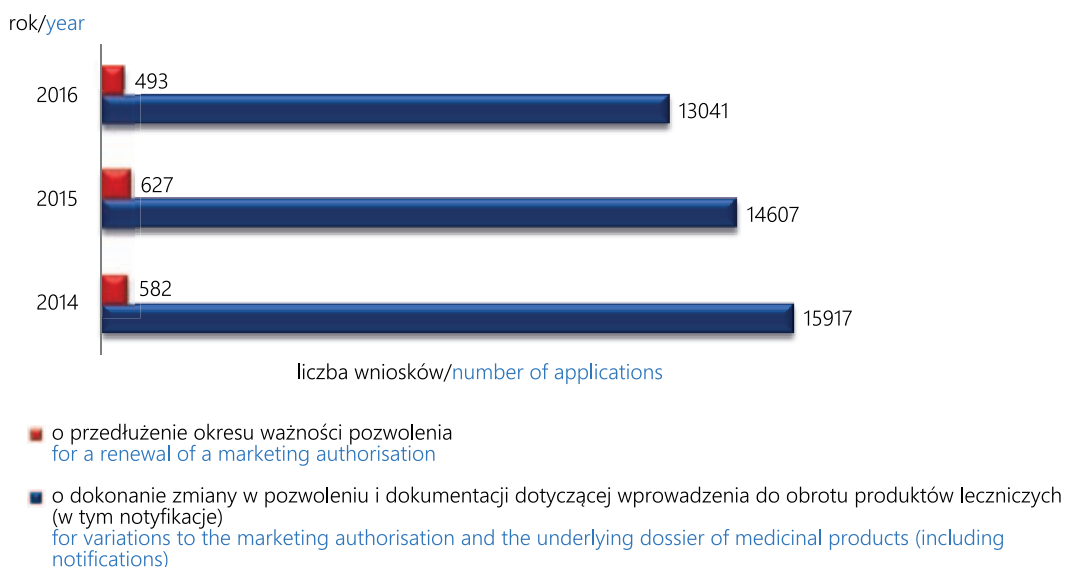 rok/year
2016
493
13041
2015
627
14607
2014
582
15917
liczba wniosków/number of applications
o przedłużenie okresu ważności pozwolenia
for a renewal of a marketing authorisation
o dokonanie zmiany w pozwoleniu i dokumentacji dotyczącej wprowadzenia do obrotu produktów leczniczych
(w tym notyfikacje)
for variations to the marketing authorisation and the underlying dossier of medicinal products (including
notifications)